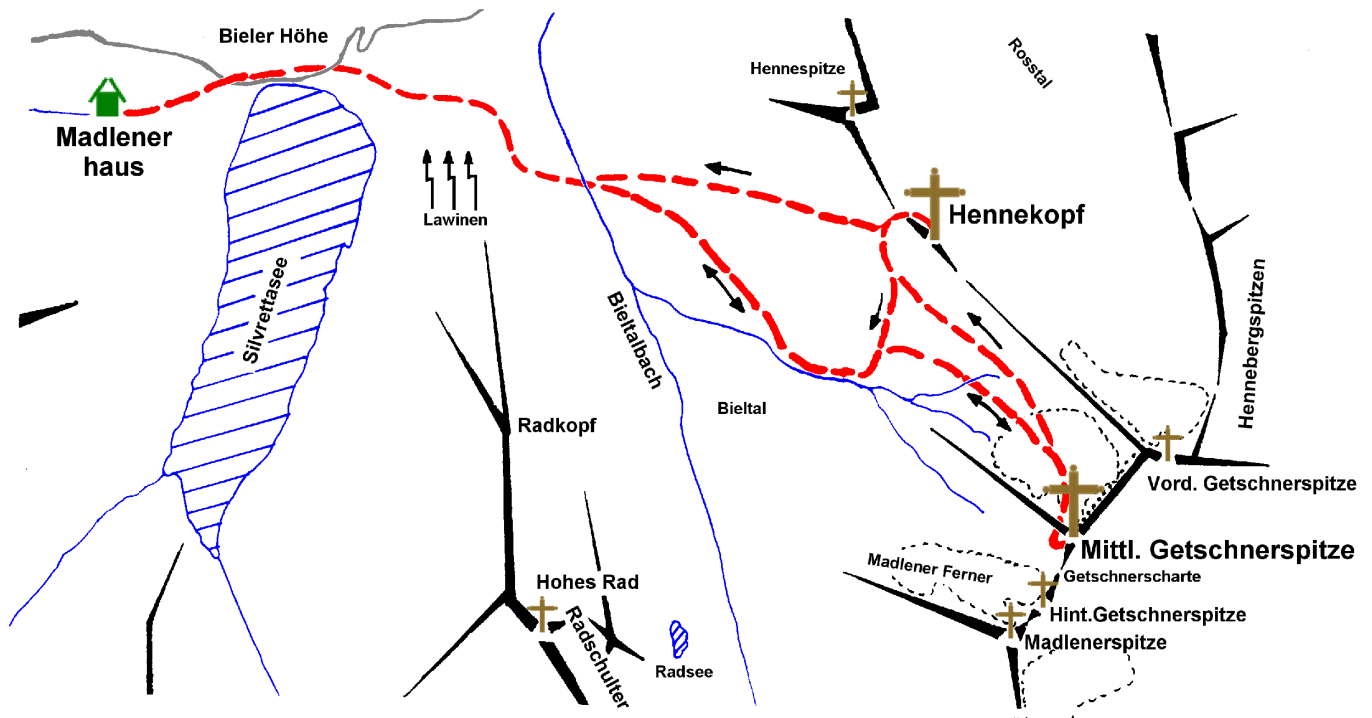 Bieler Höhe
Rosstal
Hennespitze
Madlener
haus
Hennekopf
Lawinen
Silvrettasee
Bieltalbach
Hennebergspitzen
Bieltal
Radkopf
Vord. Getschnerspitze
Mittl. Getschnerspitze
Madlener Ferner
Getschnerscharte
Hohes Rad
Hint.Getschnerspitze
Radschulter
Madlenerspitze
Radsee